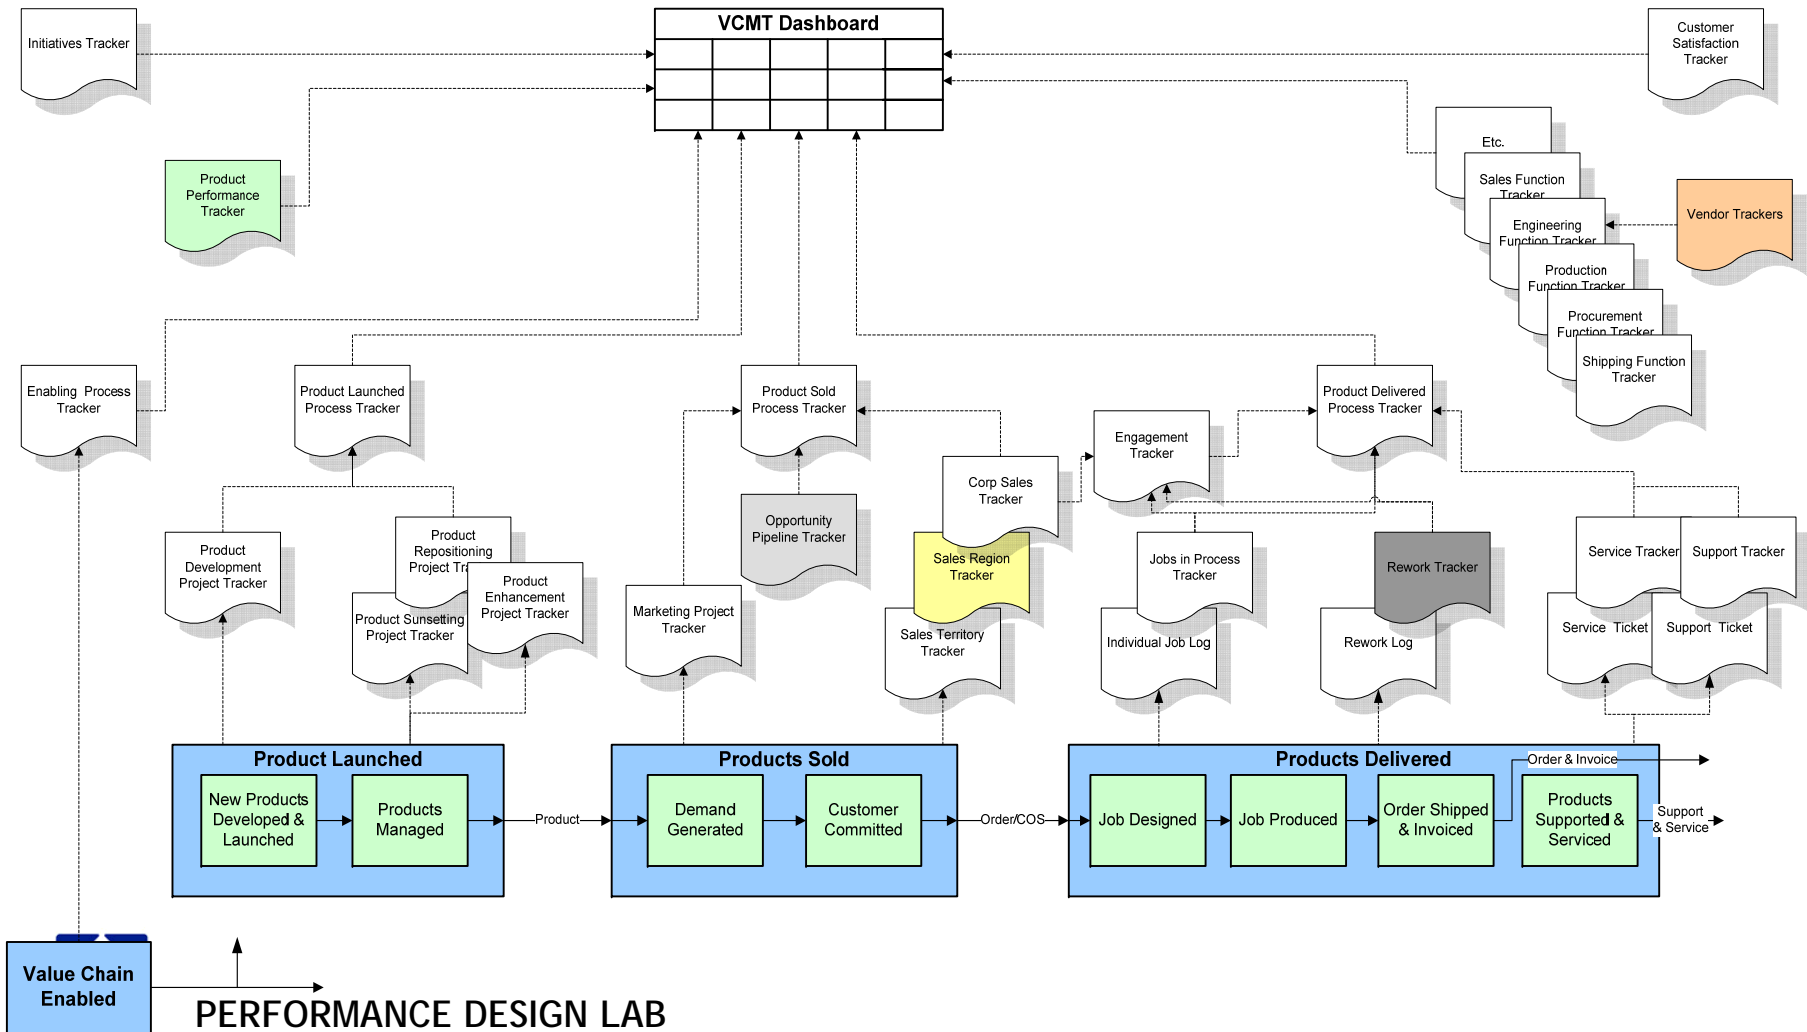 VCMT Dashboard
Initiatives Tracker
Customer
Satisfaction
Tracker
Etc.
Product
Performance
Tracker
Sales Function
Tracker
Vendor Trackers
Engineering
Function Tracker
Production
Function Tracker
Procurement
Function Tracker
Shipping Function
Tracker
Enabling Process
Tracker
Product Launched
Process Tracker
Product Sold
Process Tracker
Product Delivered
Process Tracker
Engagement
Tracker
Corp Sales
Tracker
Opportunity
Pipeline Tracker
Product
Development
Project Tracker
Product
Repositioning
Project Tra
Product
Enhancement
Project Tracker
Product Sunsetting
Project Tracker
Marketing Project
Tracker
Sales Region
Tracker
Sales Territory
Tracker
Jobs in Process
Tracker
Individual Job Log
Rework Tracker
Rework Log
Service Tracker
Support Tracker
Service Ticket
Support Ticket
Product Launched
New Products
Developed &
Launched
Products
Managed
Product
Products Sold
Demand
Generated
Customer
Committed
Order/COS
Products Delivered
Job Designed
Job Produced
Order Shipped
& Invoiced
Products
Supported &
Serviced
Order & Invoice
Support
& Service
Value Chain
Enabled
PERFORMANCE DESIGN LAB